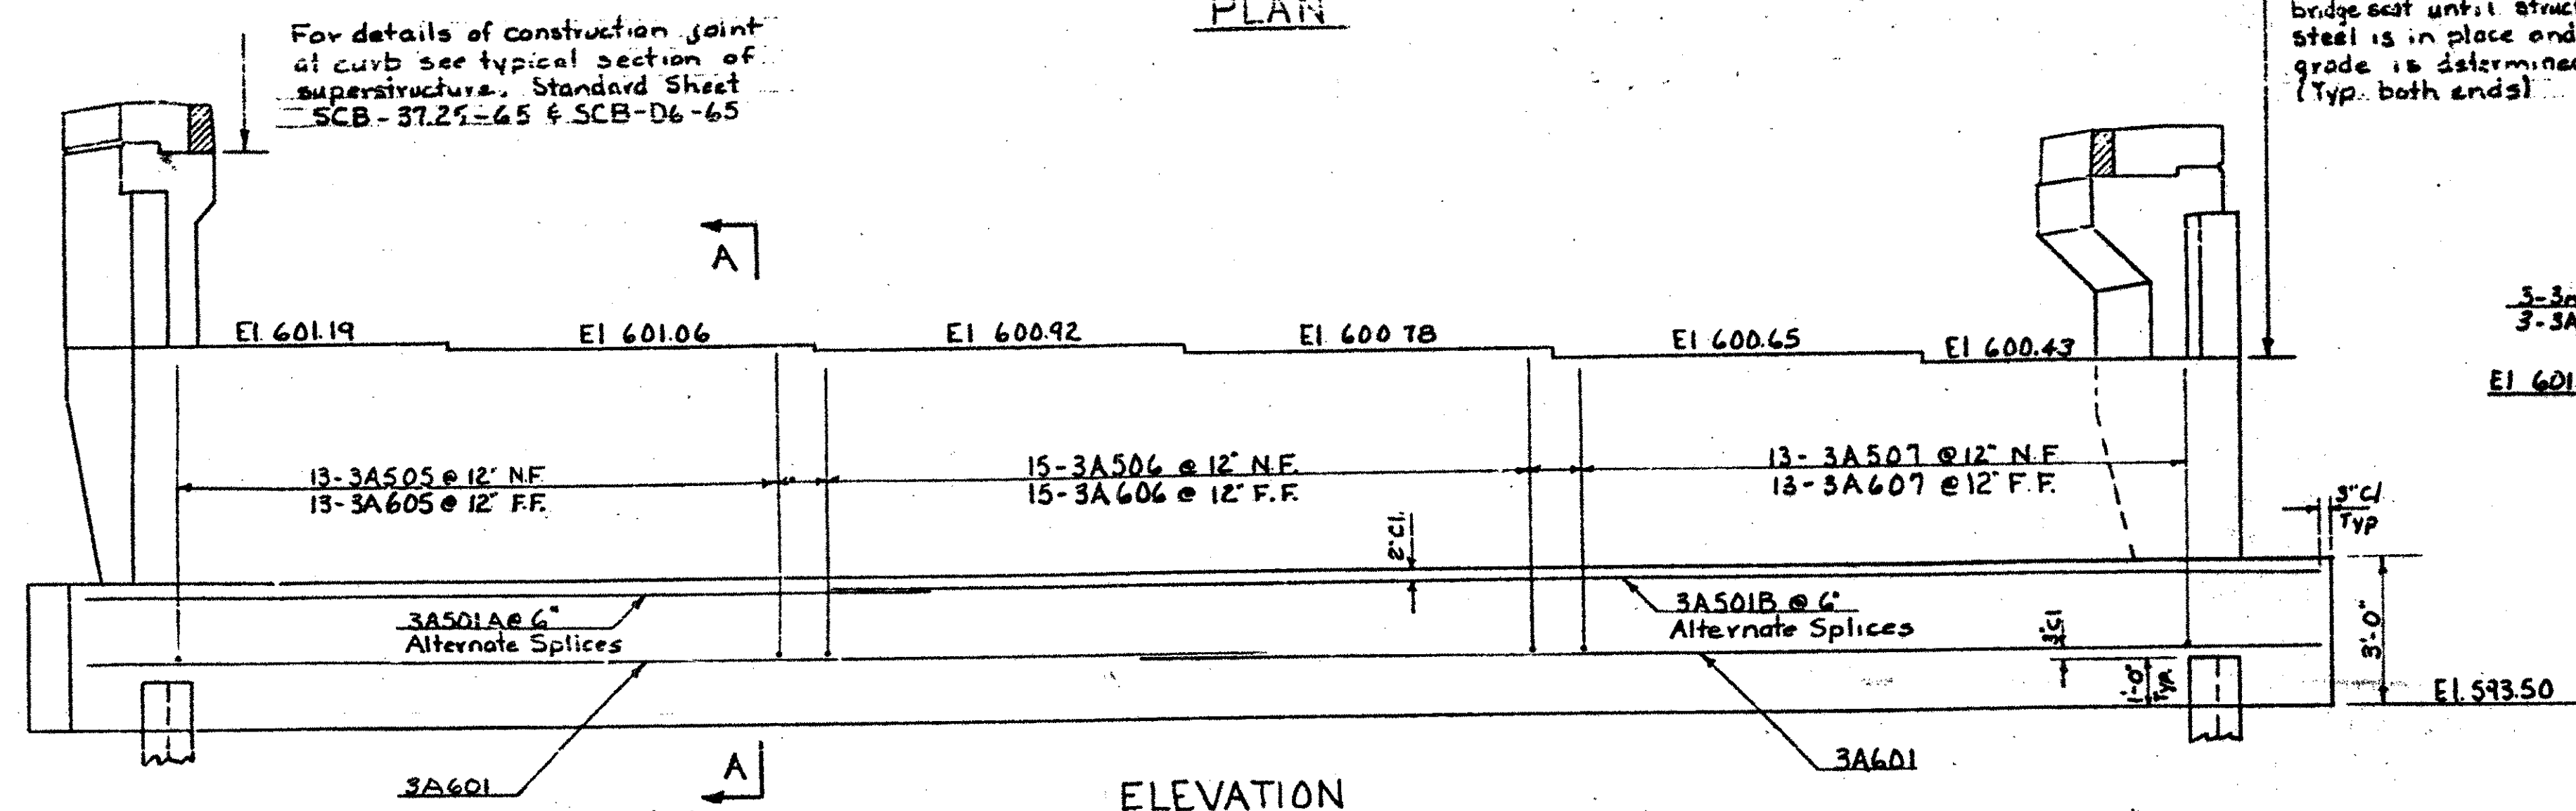 PLAN
For details of construction joint
at curb see typical section of
superstructure. Standard Sheet
SCB-37.25-65 & SCB-D6-65
bridge seat until struct
steel is in place and
grade is determined
(Typ. both ends)
A
El. 601.19
El 601.06
El 600.92
El. 600 78
El 600.65
El 600.43
El 601.
13-3A505 @ 12" N.F.
13-3A605 @ 12" F.F.
15-3A506 @ 12" N.F.
15-3A606 @ 12" F.F.
13-3A507 @ 12" N.F
13-3A607 @ 12" F.F.
3" Cl
Typ
2" Cl.
3A501A @ 6"
Alternate Splices
3A501B @ 6"
Alternate Splices
3" Cl
1'-0"
Typ.
3'-0"
El. 593.50
3A601
A
3A601
ELEVATION